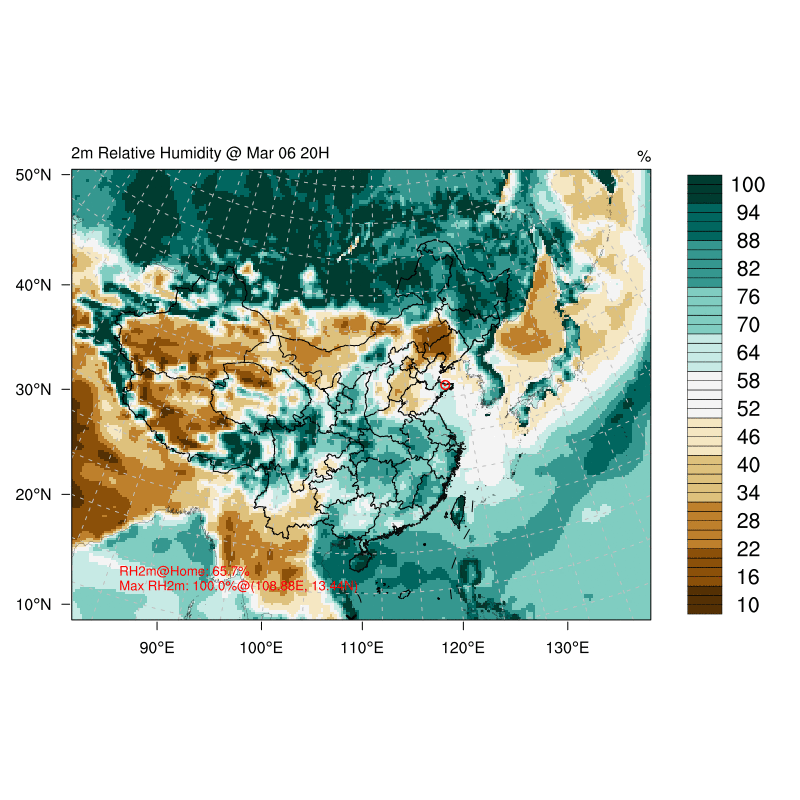 2m Relative Humidity @ Mar 06 20H
%
50°N
40°N
30°N
20°N
10°N
90°E
100°E
110°E
120°E
130°E
100
94
88
82
76
70
64
58
52
46
40
34
28
22
16
10
RH2m@Home: 65.7%
Max RH2m: 100.0%@(108.88E, 13.41N)